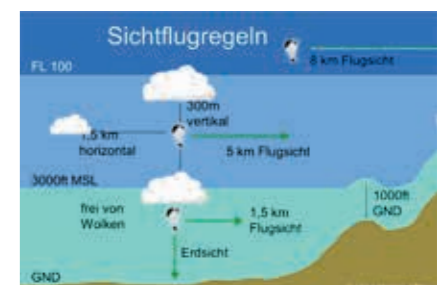 Sichtflugregeln
8 km Flugsicht
FL 100
300m
vertikal
1,5 km
horizontal
5 km Flugsicht
3000ft MSL
1000ft
GND
frei von
Wolken
1,5 km
Flugsicht
Erdsicht
GND